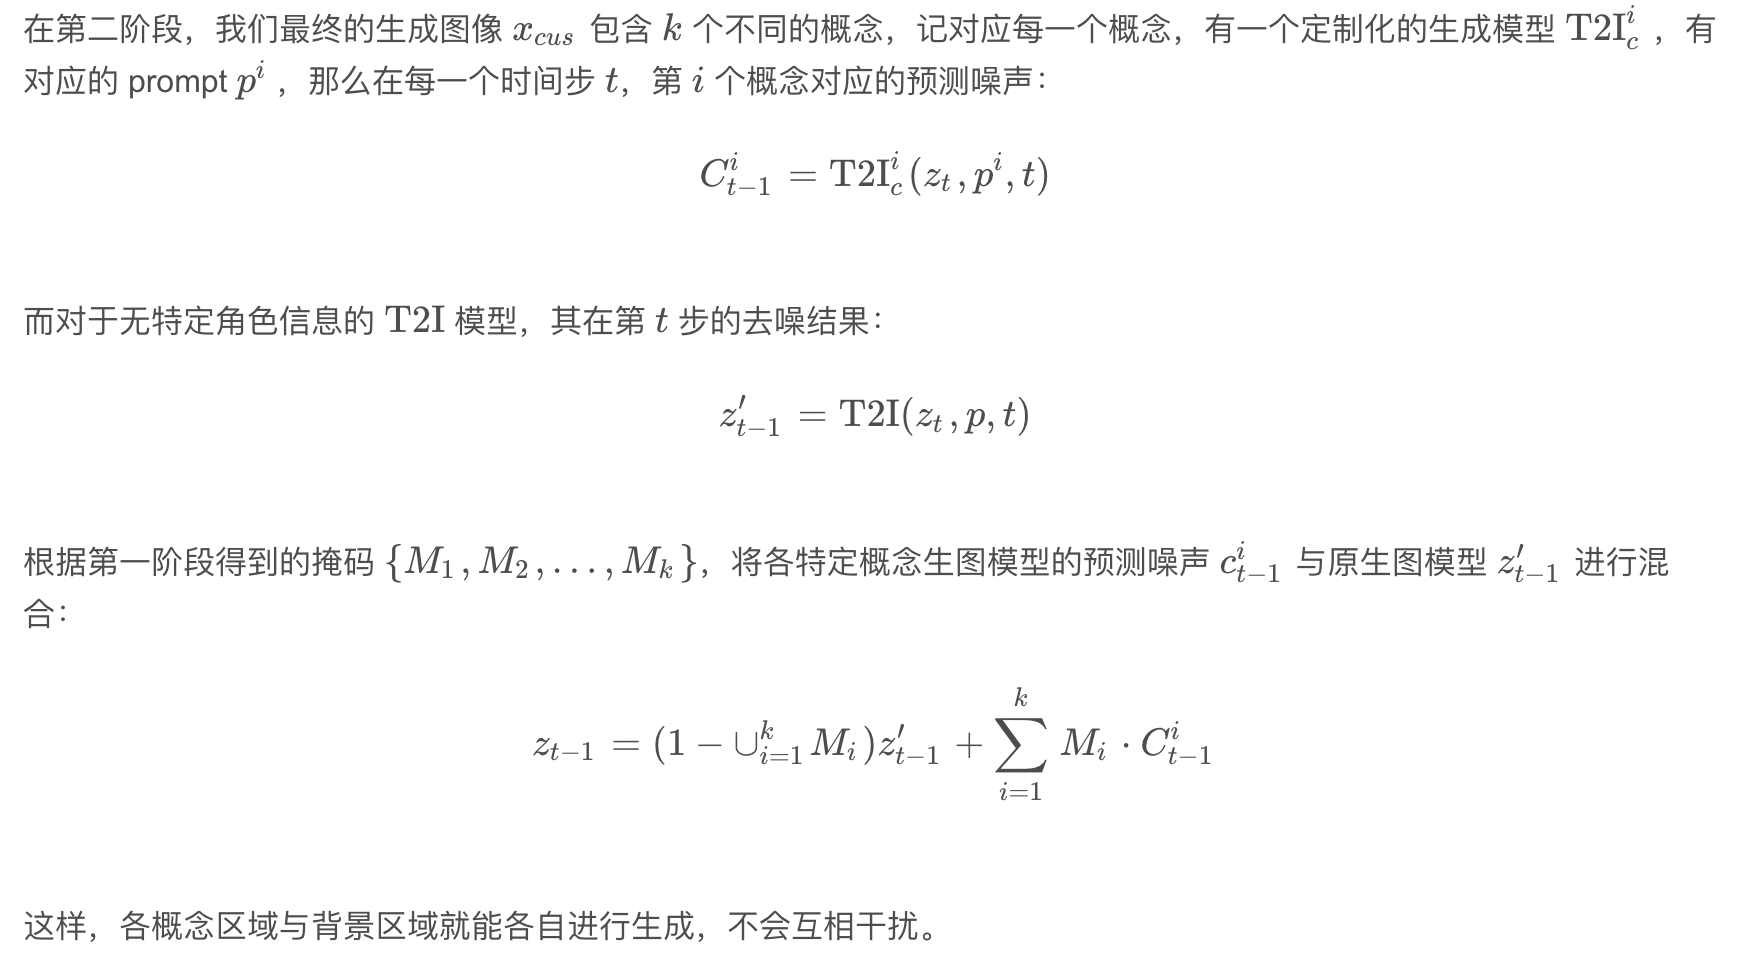 在第二阶段，我们最终的生成图像 $x_{cus}$ 包含 $k$ 个不同的概念，记对应每一个概念，有一个定制化的生成模型 $\mathrm{T2I}_c^i$ ，有
对应的 prompt $p^i$ ，那么在每一个时间步 $t$，第 $i$ 个概念对应的预测噪声：
$C_{t-1}^i = \mathrm{T2I}_c^i(z_t, p^i, t)$
而对于无特定角色信息的 $\mathrm{T2I}$ 模型，其在第 $t$ 步的去噪结果：
$z_{t-1}' = \mathrm{T2I}(z_t, p, t)$
根据第一阶段得到的掩码 $\{M_1, M_2, \ldots, M_k\}$，将各特定概念生图模型的预测噪声 $c_{t-1}^i$ 与原生图模型 $z_{t-1}'$ 进行混
合：
$z_{t-1} = (1 - \cup_{i=1}^k M_i) z_{t-1}' + \sum_{i=1}^k M_i \cdot C_{t-1}^i$
这样，各概念区域与背景区域就能各自进行生成，不会互相干扰。